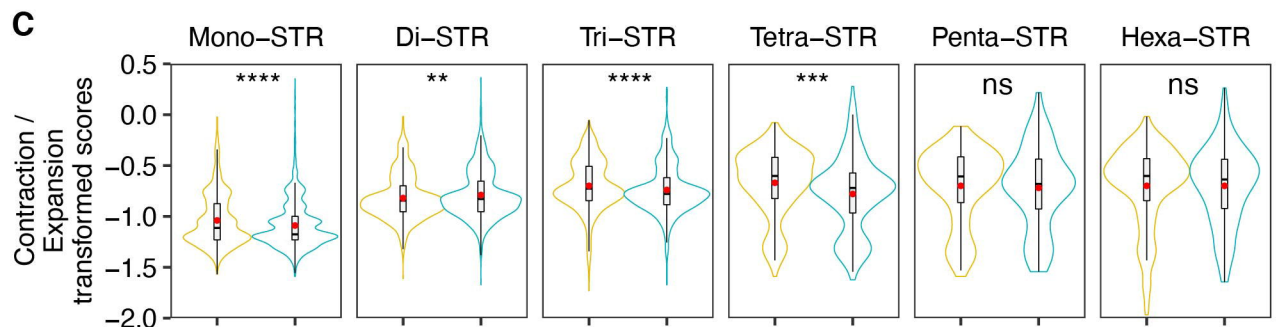 C
Mono−STR
Di−STR
Tri−STR
Tetra−STR
Penta−STR
Hexa−STR
Contraction /
Expansion
transformed scores
0.5
0.0
−0.5
−1.0
−1.5
−2.0
****
**
****
***
ns
ns